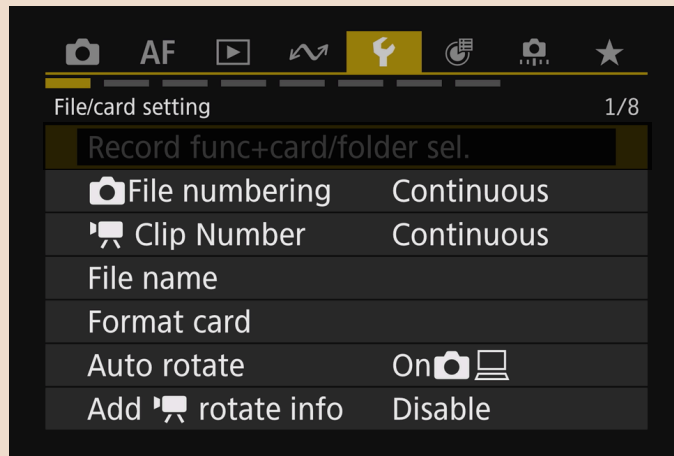 AF
File/card setting 1/8
Record func+card/folder sel.
File numbering Continuous
Clip Number Continuous
File name
Format card
Auto rotate On
Add rotate info Disable